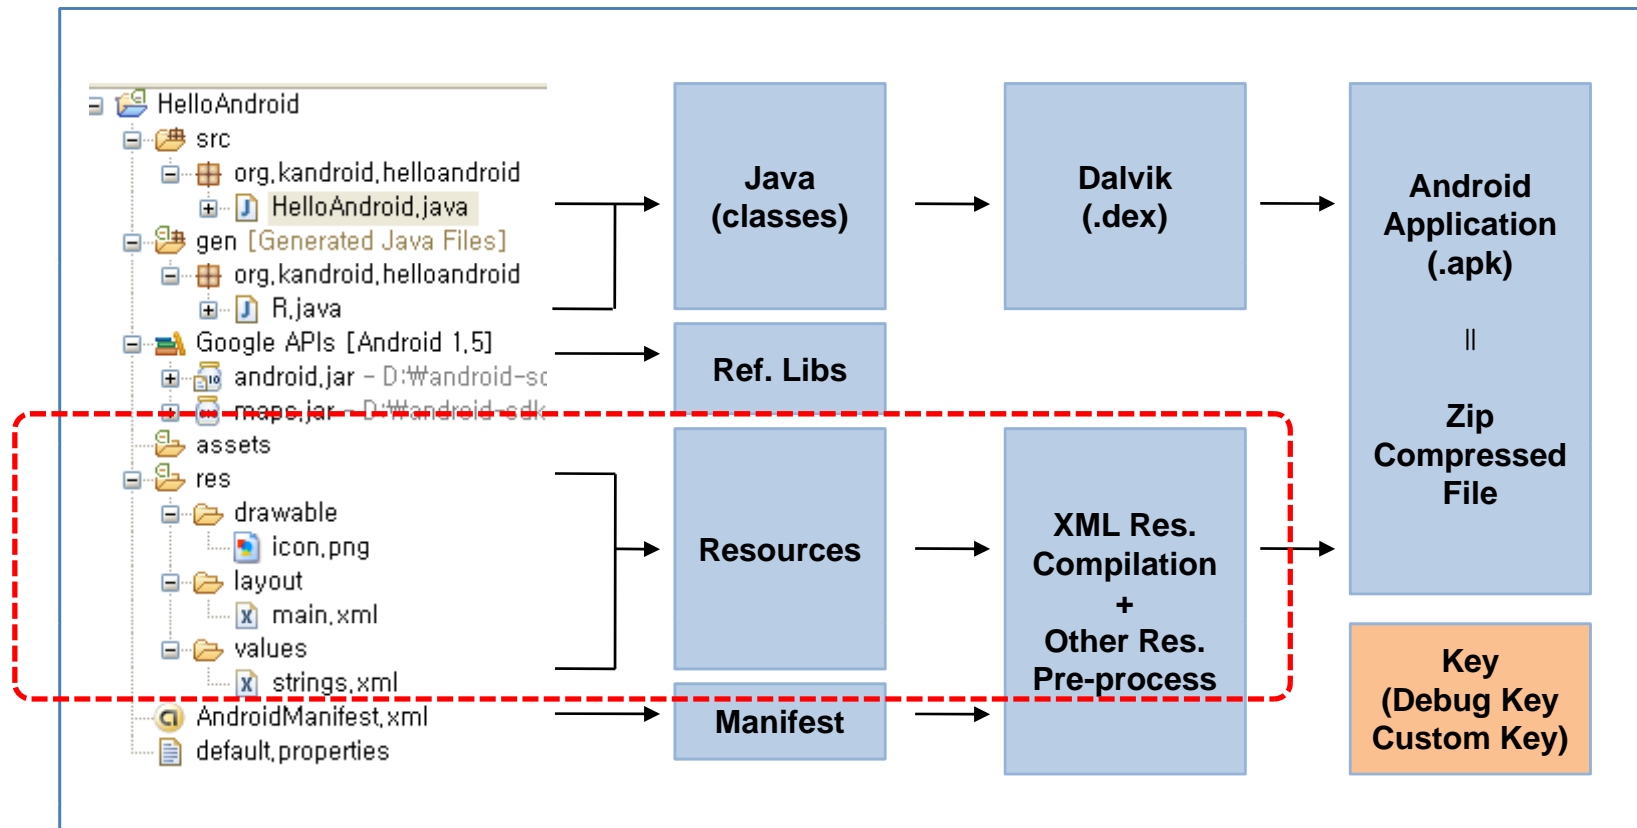 HelloAndroid
src
org.kandroid.helloandroid
HelloAndroid.java
gen [Generated Java Files]
org.kandroid.helloandroid
R.java
Google APIs [Android 1.5]
android.jar - D:₩android-sd
maps.jar - D:₩android-sdk
assets
res
drawable
icon.png
layout
main.xml
values
strings.xml
AndroidManifest.xml
default.properties
Java
(classes)
Ref. Libs
Resources
Manifest
Dalvik
(.dex)
XML Res.
Compilation
+
Other Res.
Pre-process
Android
Application
(.apk)
=
Zip
Compressed
File
Key
(Debug Key
Custom Key)